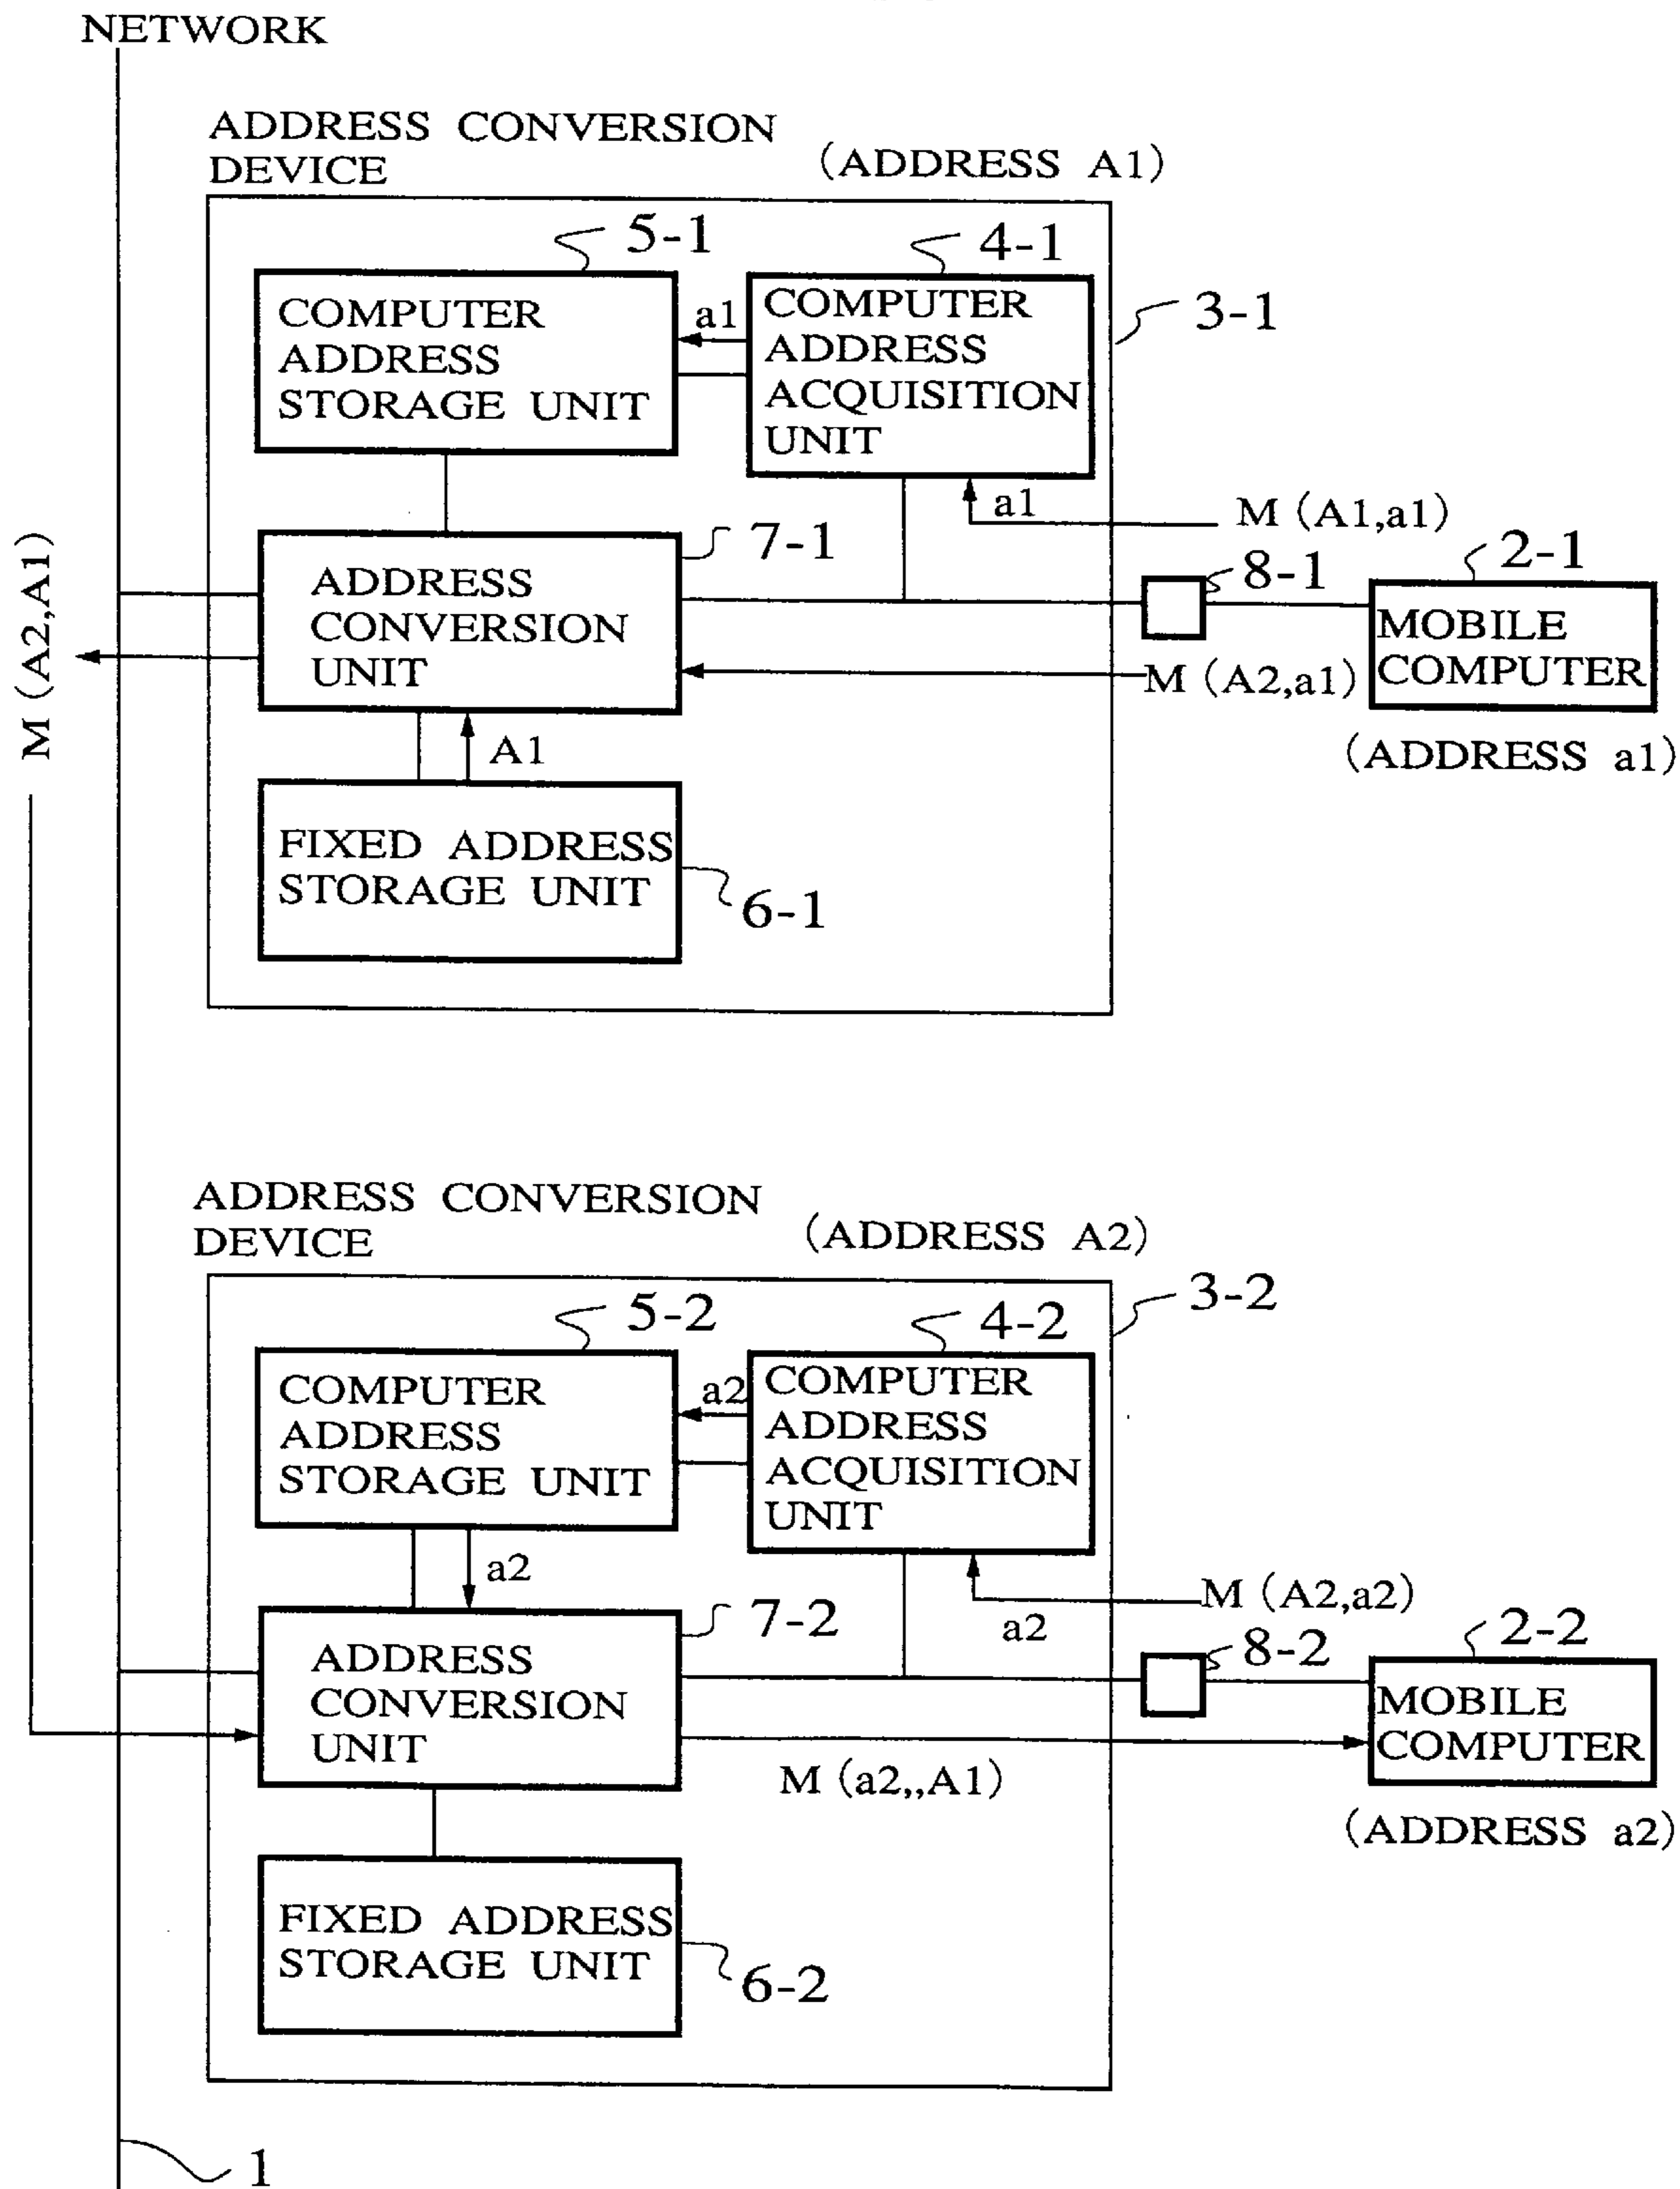 NETWORK
ADDRESS CONVERSION
DEVICE
(ADDRESS A1)
5-1
4-1
3-1
COMPUTER
ADDRESS
STORAGE UNIT
a1
COMPUTER
ADDRESS
ACQUISITION
UNIT
a1
M (A1,a1)
7-1
8-1
2-1
M (A2,A1)
ADDRESS
CONVERSION
UNIT
MOBILE
COMPUTER
M (A2,a1)
A1
(ADDRESS a1)
FIXED ADDRESS
STORAGE UNIT
6-1
ADDRESS CONVERSION
DEVICE
(ADDRESS A2)
5-2
4-2
3-2
COMPUTER
ADDRESS
STORAGE UNIT
a2
COMPUTER
ADDRESS
ACQUISITION
UNIT
a2
a2
M (A2,a2)
7-2
8-2
2-2
ADDRESS
CONVERSION
UNIT
MOBILE
COMPUTER
M (a2,,A1)
(ADDRESS a2)
FIXED ADDRESS
STORAGE UNIT
6-2
1